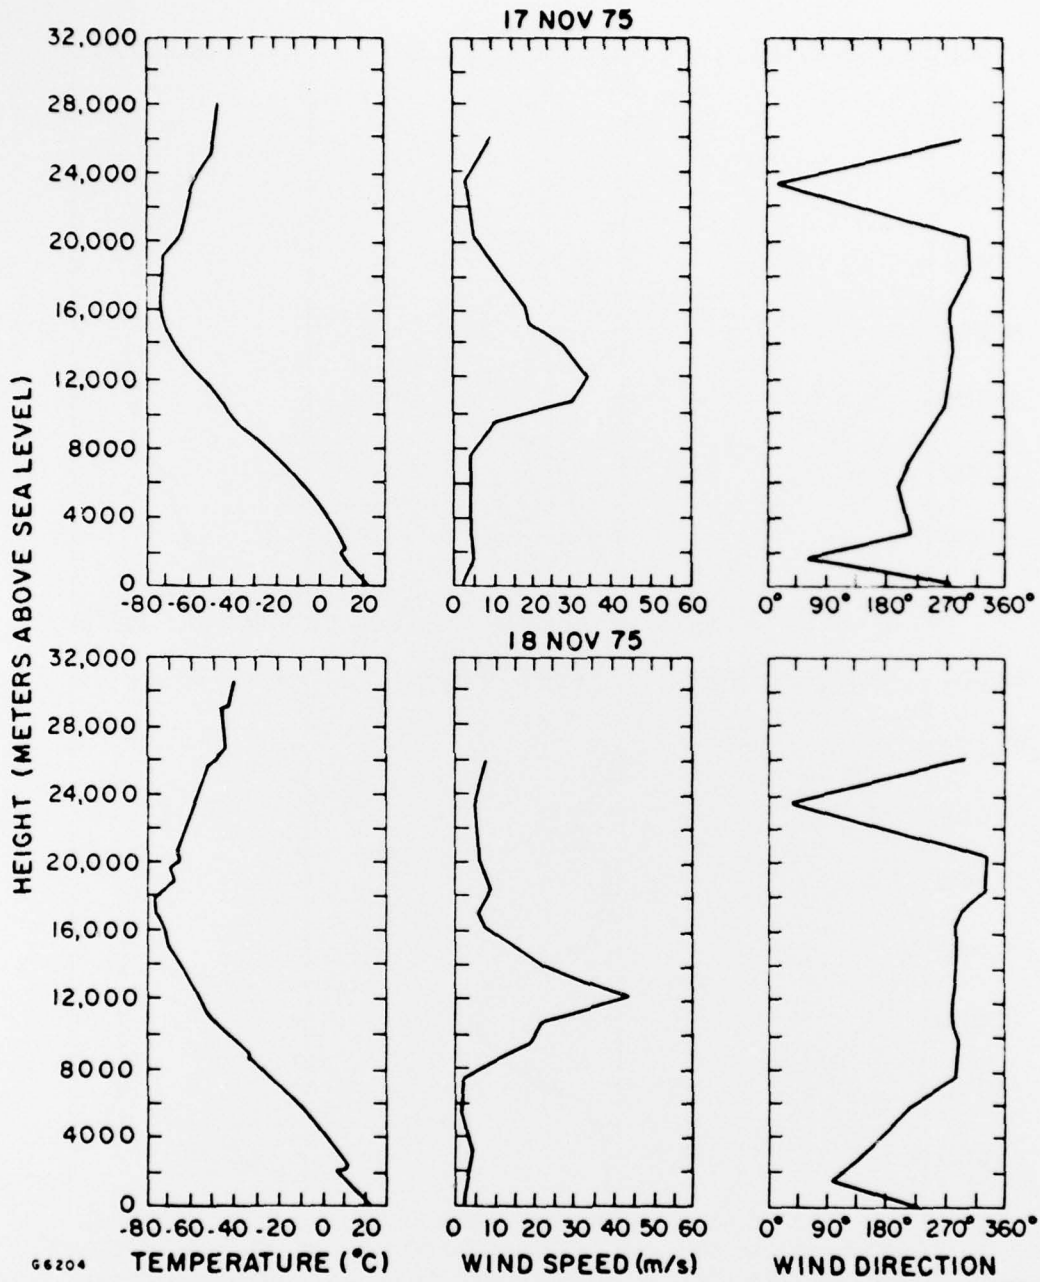 17 NOV 75
32,000
28,000
24,000
20,000
16,000
12,000
8000
4000
0
-80 -60 -40 -20 0 20
0 10 20 30 40 50 60
0° 90° 180° 270° 360°
HEIGHT (METERS ABOVE SEA LEVEL)
18 NOV 75
32,000
28,000
24,000
20,000
16,000
12,000
8000
4000
0
-80 -60 -40 -20 0 20
0 10 20 30 40 50 60
0° 90° 180° 270° 360°
G6204 TEMPERATURE (°C) WIND SPEED (m/s) WIND DIRECTION